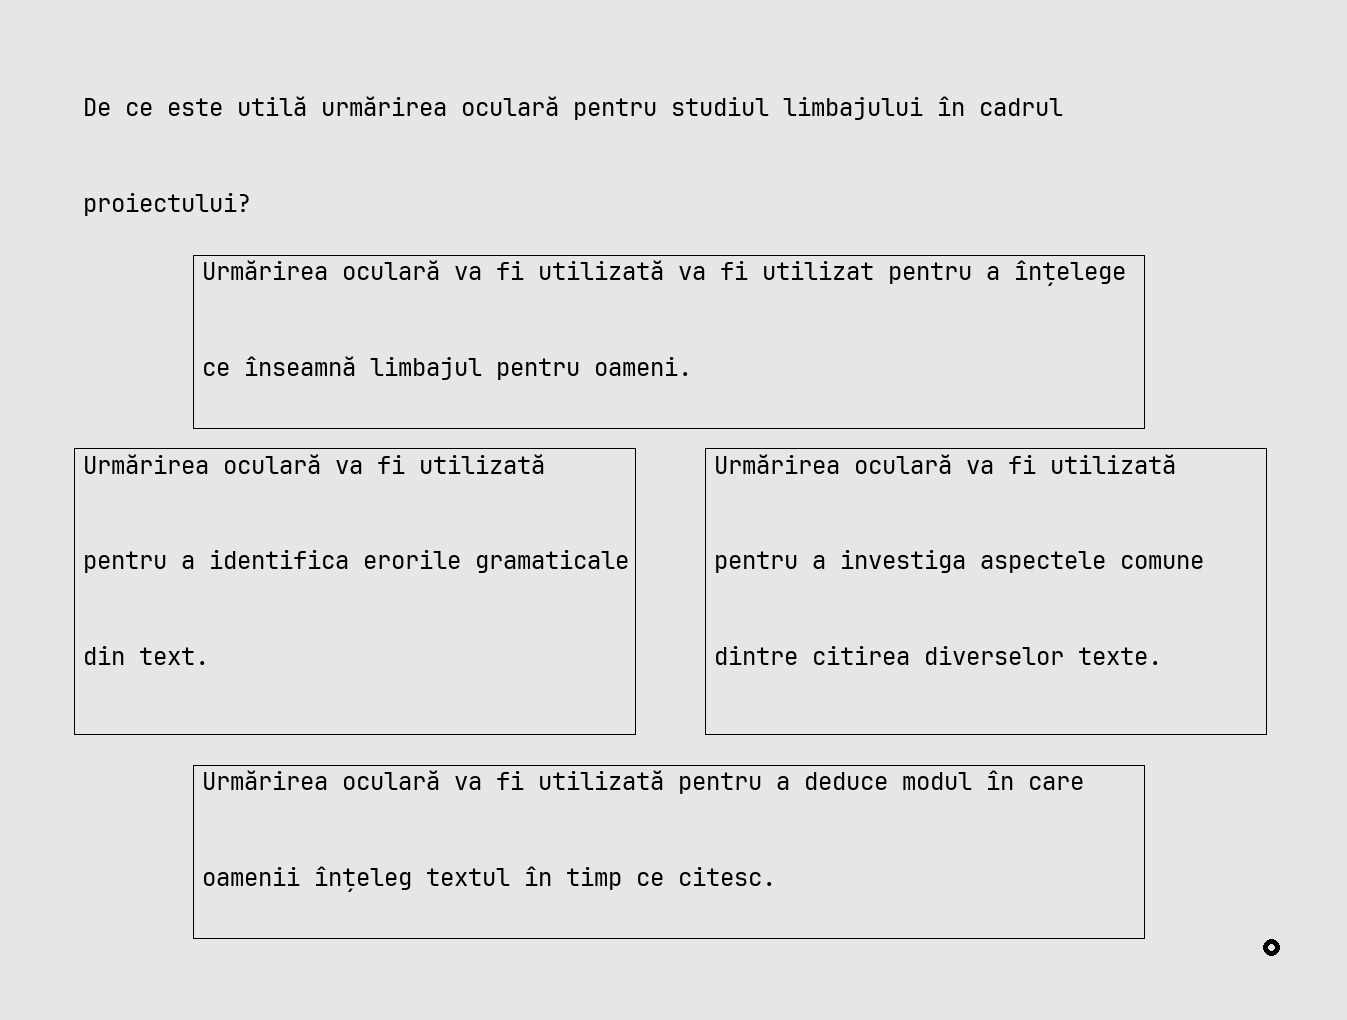 De ce este utilă urmărirea oculară pentru studiul limbajului în cadrul
proiectului?
Urmărirea oculară va fi utilizată va fi utilizat pentru a înțelege
ce înseamnă limbajul pentru oameni.
Urmărirea oculară va fi utilizată
pentru a identifica erorile gramaticale
din text.
Urmărirea oculară va fi utilizată
pentru a investiga aspectele comune
dintre citirea diverselor texte.
Urmărirea oculară va fi utilizată pentru a deduce modul în care
oamenii înțeleg textul în timp ce citesc.